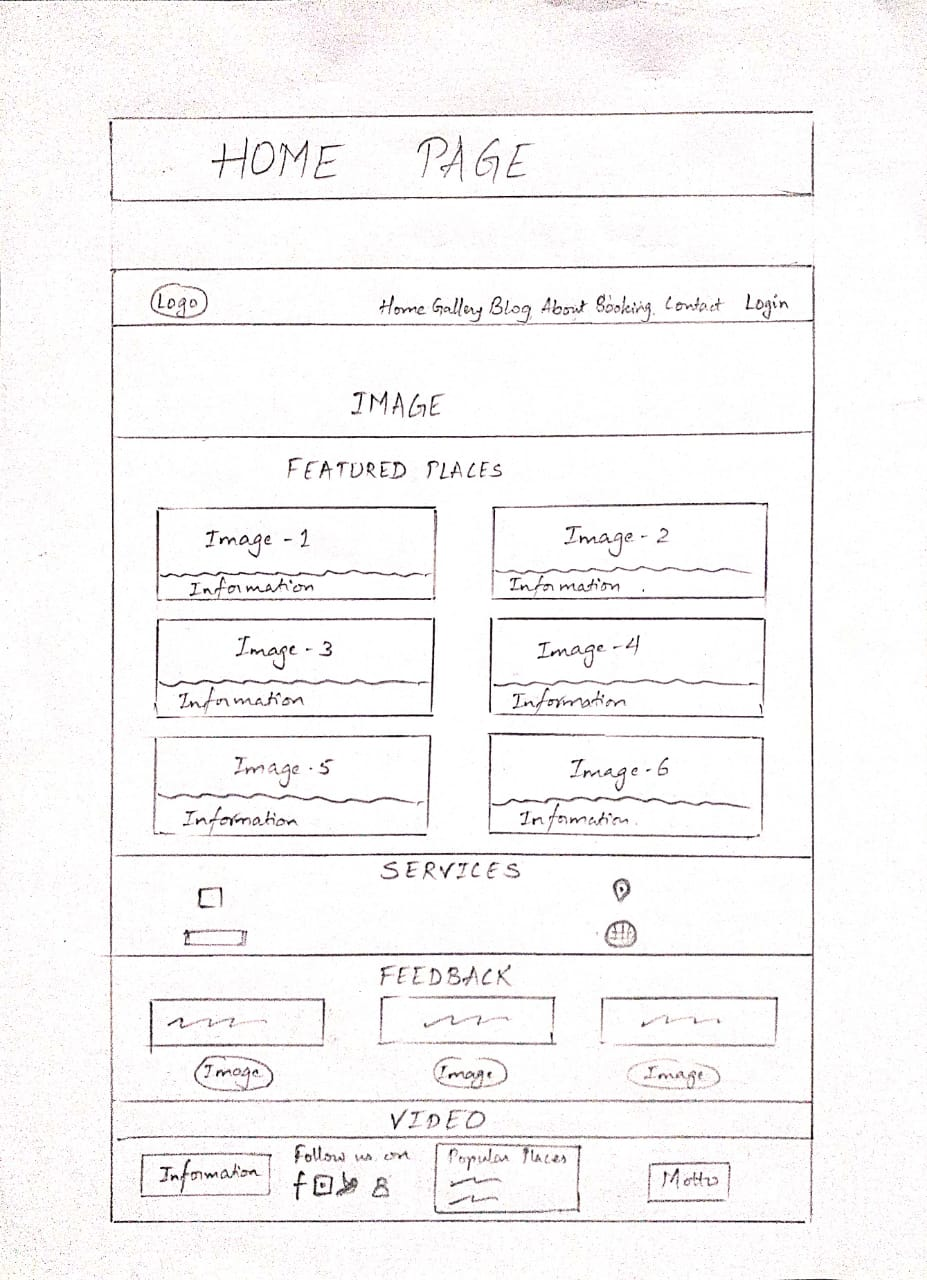 HOME PAGE
Logo Home Gallery Blog About Booking Contact Login
IMAGE
FEATURED PLACES
Image - 1
Information
Image - 2
Information
Image - 3
Information
Image - 4
Information
Image - 5
Information
Image - 6
Information
SERVICES
FEEDBACK
Image
Image
Image
VIDEO
Information
Follow us on
f
Popular Places
Motto